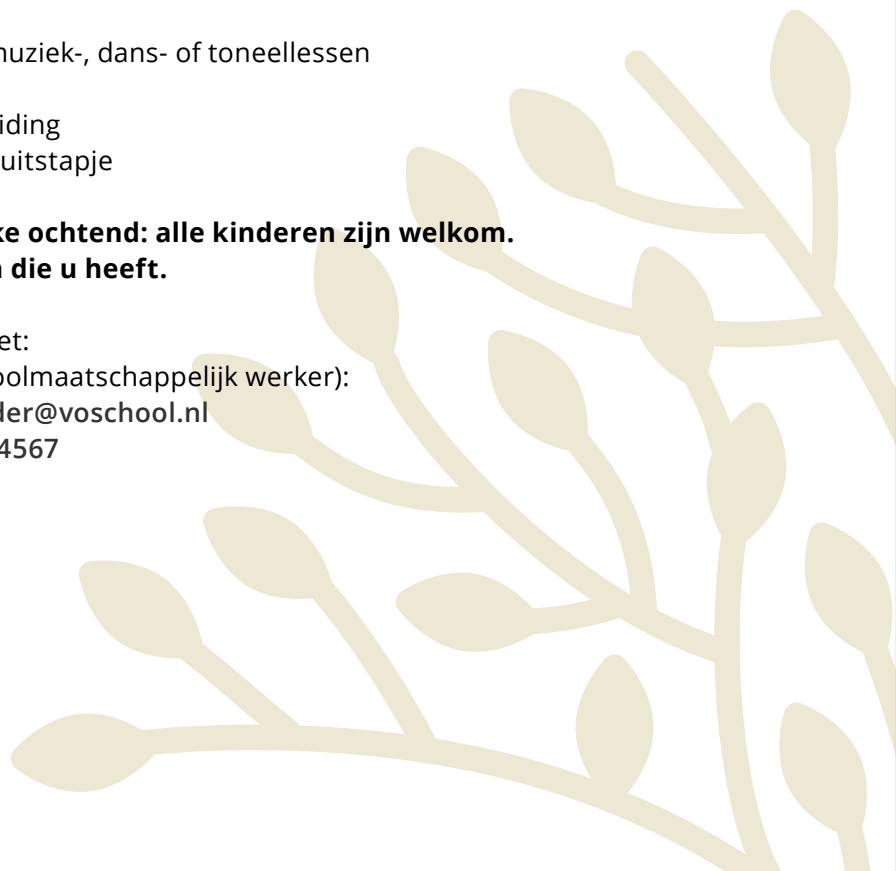 muziek-, dans- of toneellessen
iding
uitstapje
ke ochtend: alle kinderen zijn welkom.
die u heeft.
et:
oolmaatschappelijk werker):
der@voschool.nl
4567